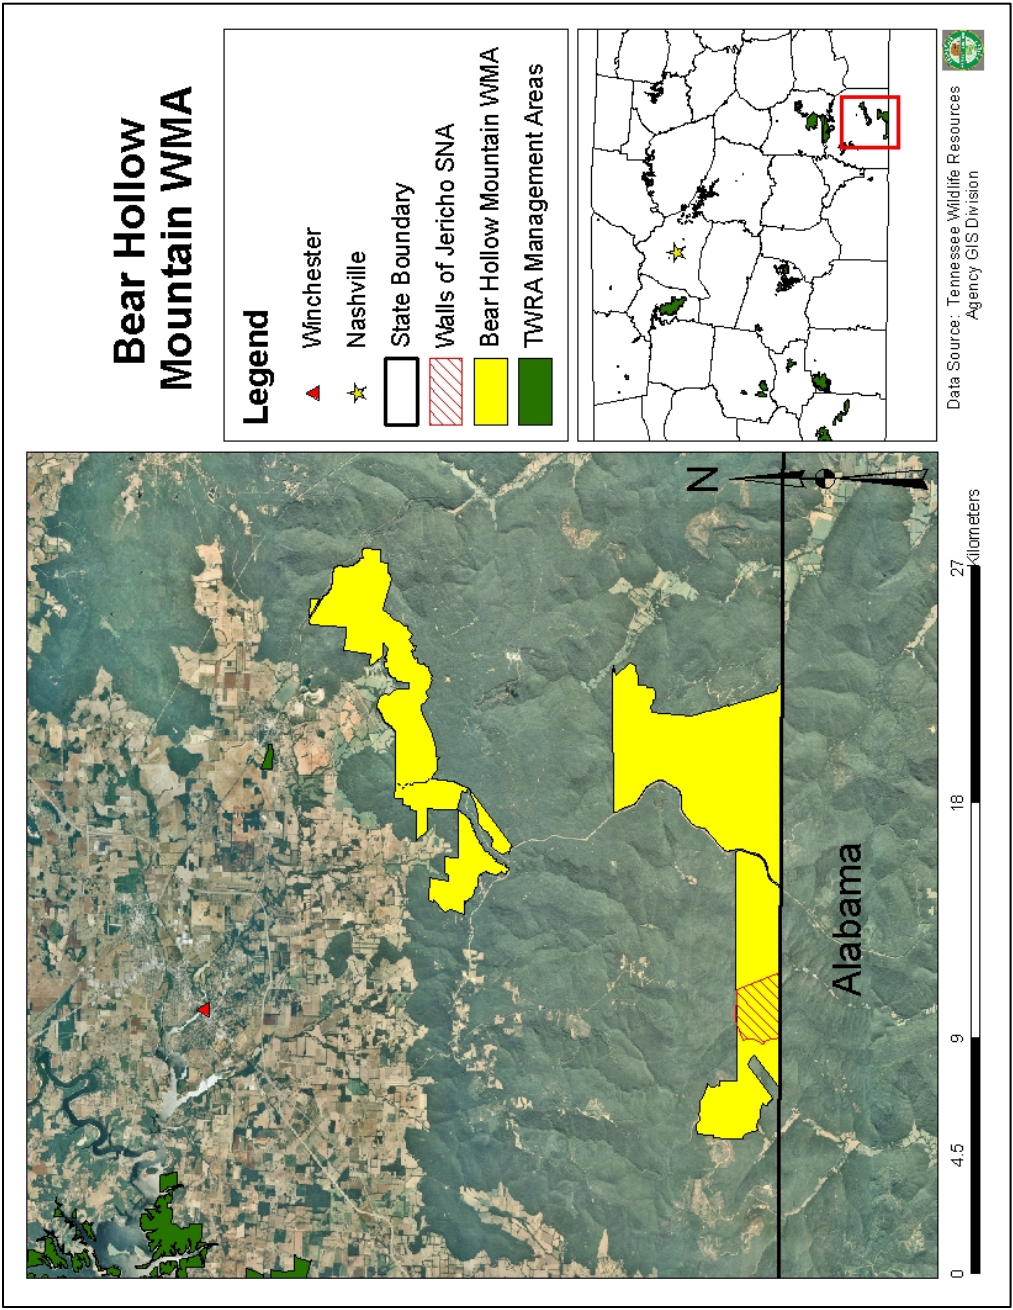 Bear Hollow
Mountain WMA
Legend
Winchester
Nashville
State Boundary
Walls of Jericho SNA
Bear Hollow Mountain WMA
TWRA Management Areas
N
Alabama
0 4.5 9 18 27
Kilometers
Data Source: Tennessee Wildlife Resources
Agency GIS Division